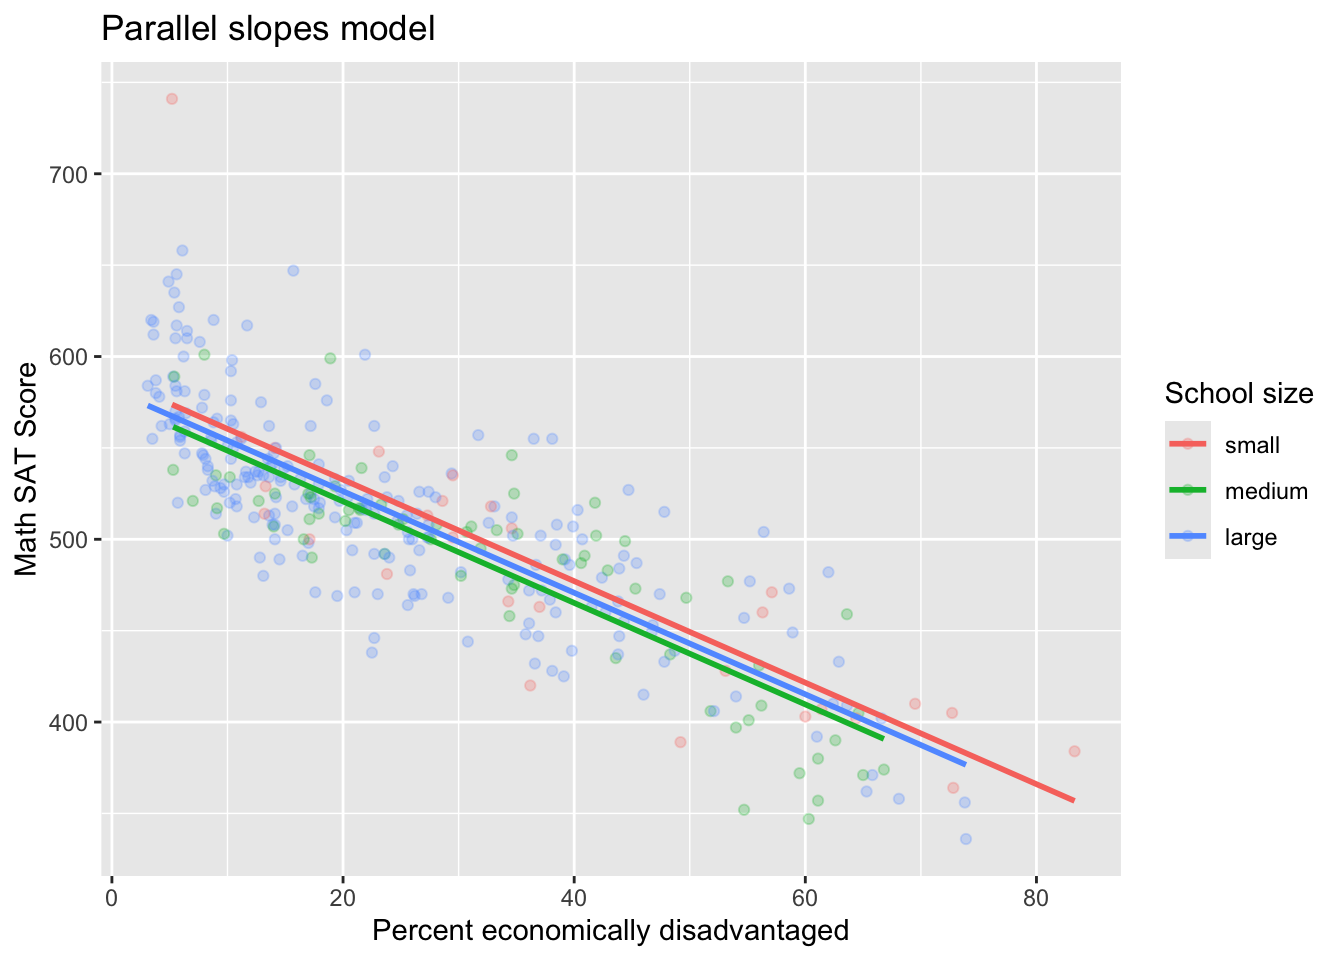 Parallel slopes model
700
600
500
400
Math SAT Score
0 20 40 60 80
Percent economically disadvantaged
School size
small
medium
large